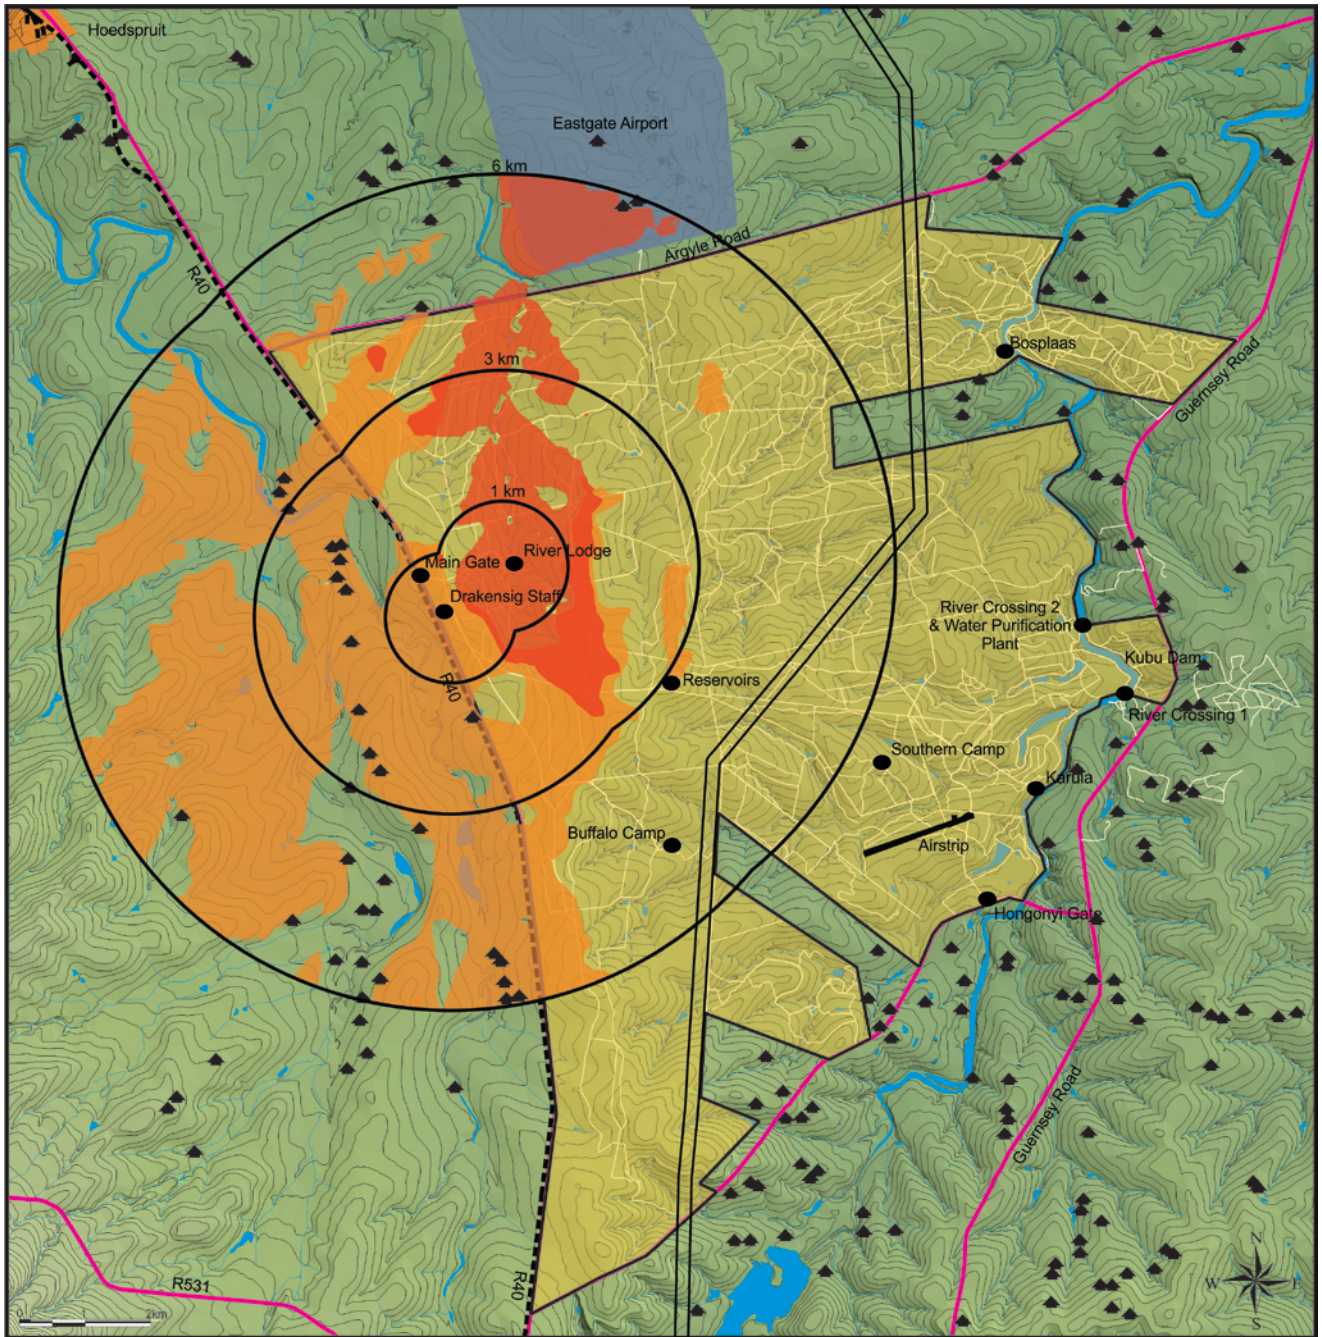 Hoedspruit
Eastgate Airport
6 km
Argyle Road
R40
3 km
Bosplaas
Guernsey Road
1 km
River Lodge
Main Gate
Drakensig Staff
River Crossing 2
& Water Purification
Plant
Kubu Dam
R40
Reservoirs
River Crossing 1
Southern Camp
Karula
Buffalo Camp
Airstrip
Hongonyi Gate
Guernsey Road
N
W
E
S
R531
R40
0
1
2km